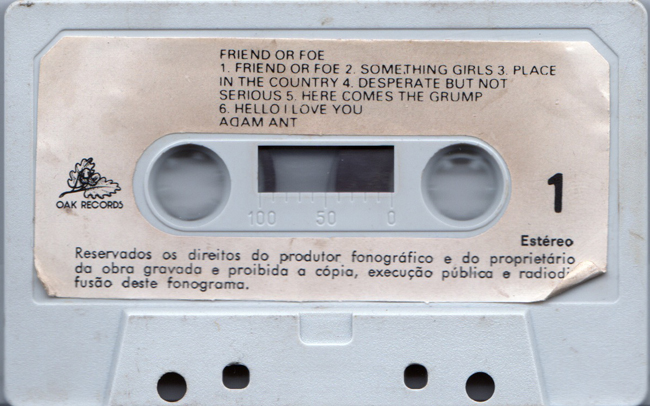 FRIEND OR FOE
1. FRIEND OR FOE 2. SOMETHING GIRLS 3. PLACE
IN THE COUNTRY 4. DESPERATE BUT NOT
SERIOUS 5. HERE COMES THE GRUMP
6. HELLO I LOVE YOU
ADAM ANT
OAK RECORDS
100 50 0
1
Estéreo
Reservados os direitos do produtor fonográfico e do proprietário
da obra gravada e proibida a cópia, execução pública e radiodi
fusão deste fonograma.